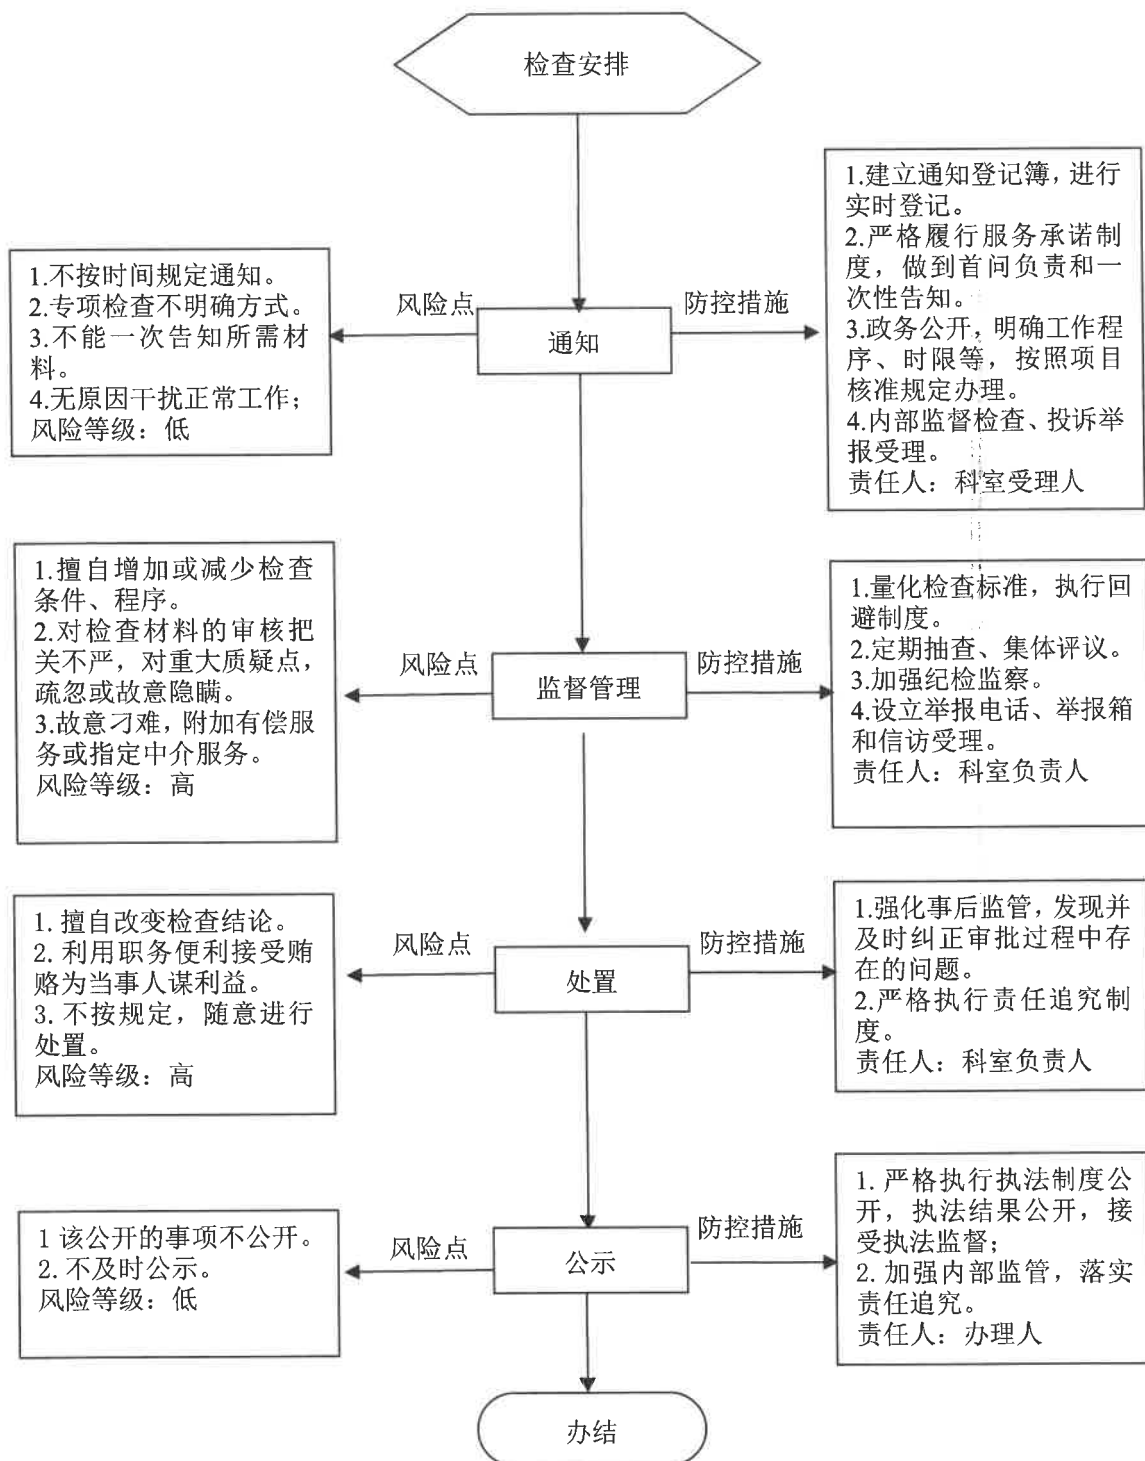 检查安排
1.建立通知登记簿，进行
实时登记。
2.严格履行服务承诺制
度，做到首问负责和一
次性告知。
3.政务公开，明确工作程
序、时限等，按照项目
核准规定办理。
4.内部监督检查、投诉举
报受理。
责任人：科室受理人
1.不按时间规定通知。
2.专项检查不明确方式。
3.不能一次告知所需材
料。
4.无原因干扰正常工作；
风险等级：低
风险点
通知
防控措施
1.擅自增加或减少检查
条件、程序。
2.对检查材料的审核把
关不严，对重大质疑点，
疏忽或故意隐瞒。
3.故意刁难，附加有偿服
务或指定中介服务。
风险等级：高
风险点
监督管理
防控措施
1.量化检查标准，执行回
避制度。
2.定期抽查、集体评议。
3.加强纪检监察。
4.设立举报电话、举报箱
和信访受理。
责任人：科室负责人
1. 擅自改变检查结论。
2. 利用职务便利接受贿
赂为当事人谋利益。
3. 不按规定，随意进行
处置。
风险等级：高
风险点
处置
防控措施
1.强化事后监管，发现并
及时纠正审批过程中存
在的问题。
2.严格执行责任追究制
度。
责任人：科室负责人
1 该公开的事项不公开。
2. 不及时公示。
风险等级：低
风险点
公示
防控措施
1. 严格执行执法制度公
开，执法结果公开，接
受执法监督；
2. 加强内部监管，落实
责任追究。
责任人：办理人
办结